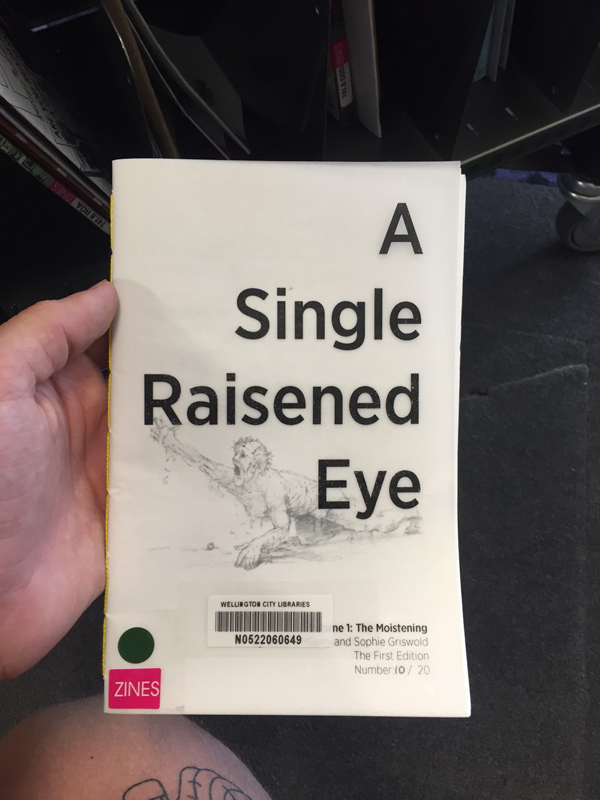 A
Single
Raisened
Eye
WELLINGTON CITY LIBRARIES
N0522060649
ne 1: The Moistening
and Sophie Griswold
The First Edition
Number:10 / 20
ZINES